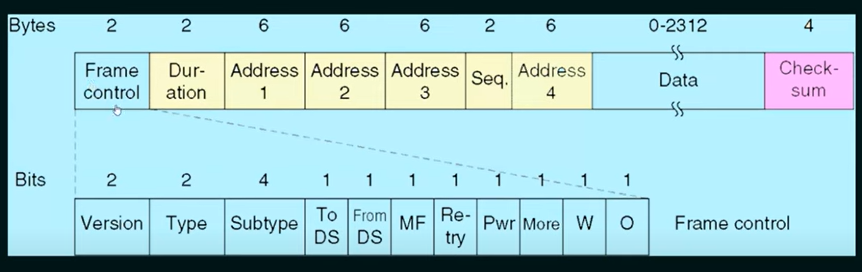 Bytes 2 2 6 6 6 2 6 0-2312 4
Frame control Dur-ation Address 1 Address 2 Address 3 Seq. Address 4 Data Check-sum
Bits 2 2 4 1 1 1 1 1 1 1 1
Version Type Subtype To DS From DS MF Re-try Pwr More W O Frame control